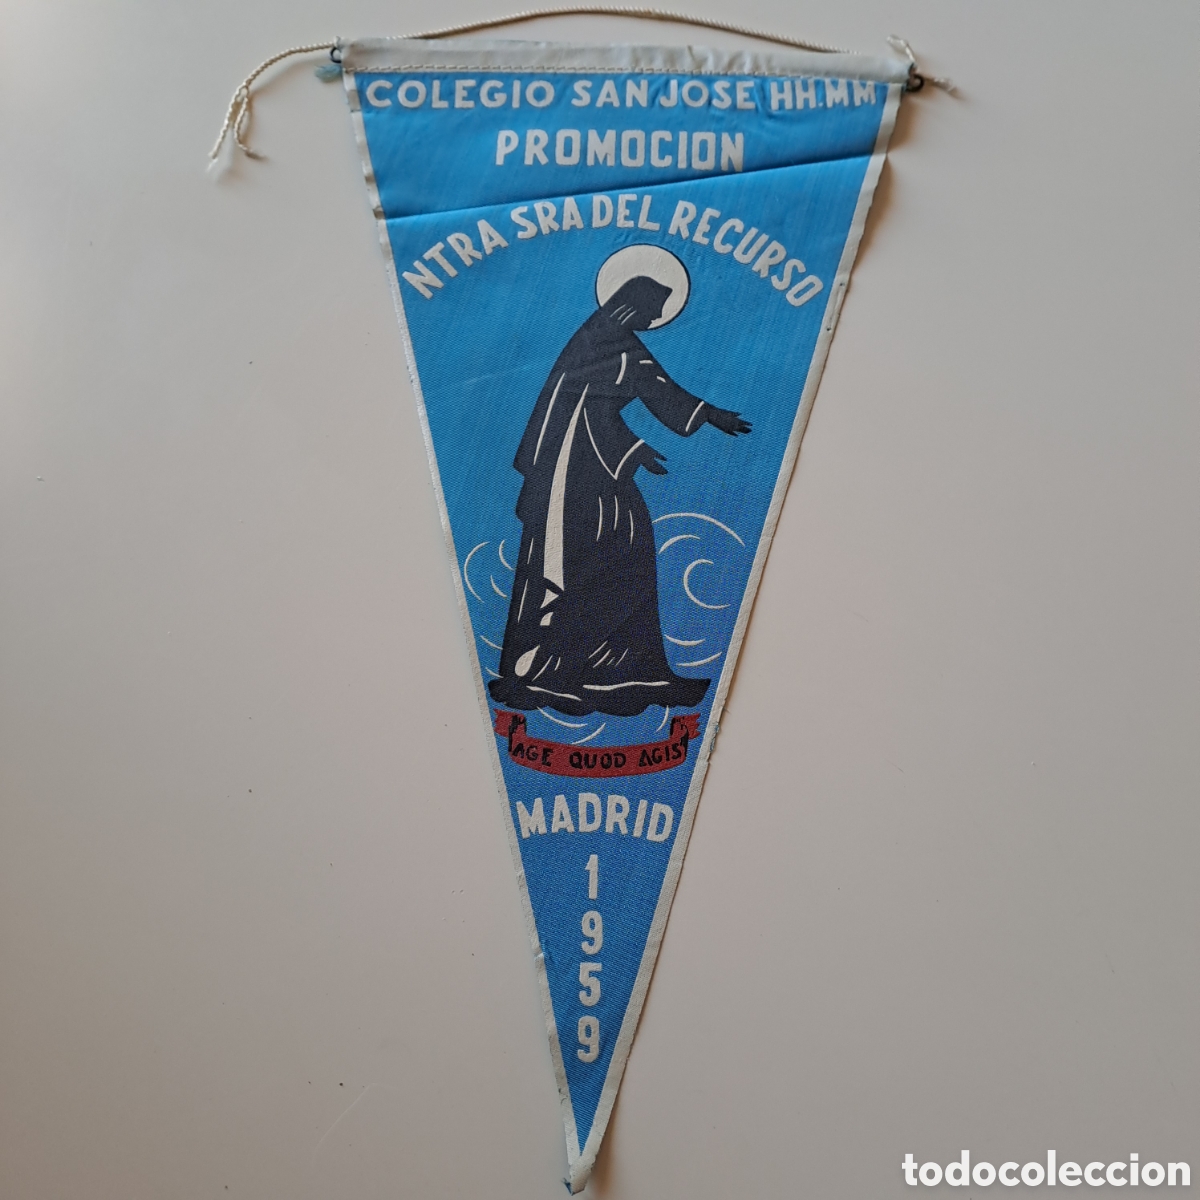 COLEGIO SAN JOSE HH.MM
PROMOCION
NTRA SRA DEL RECURSO
AGE QUOD AGIS
MADRID
1
9
5
9
todocoleccion